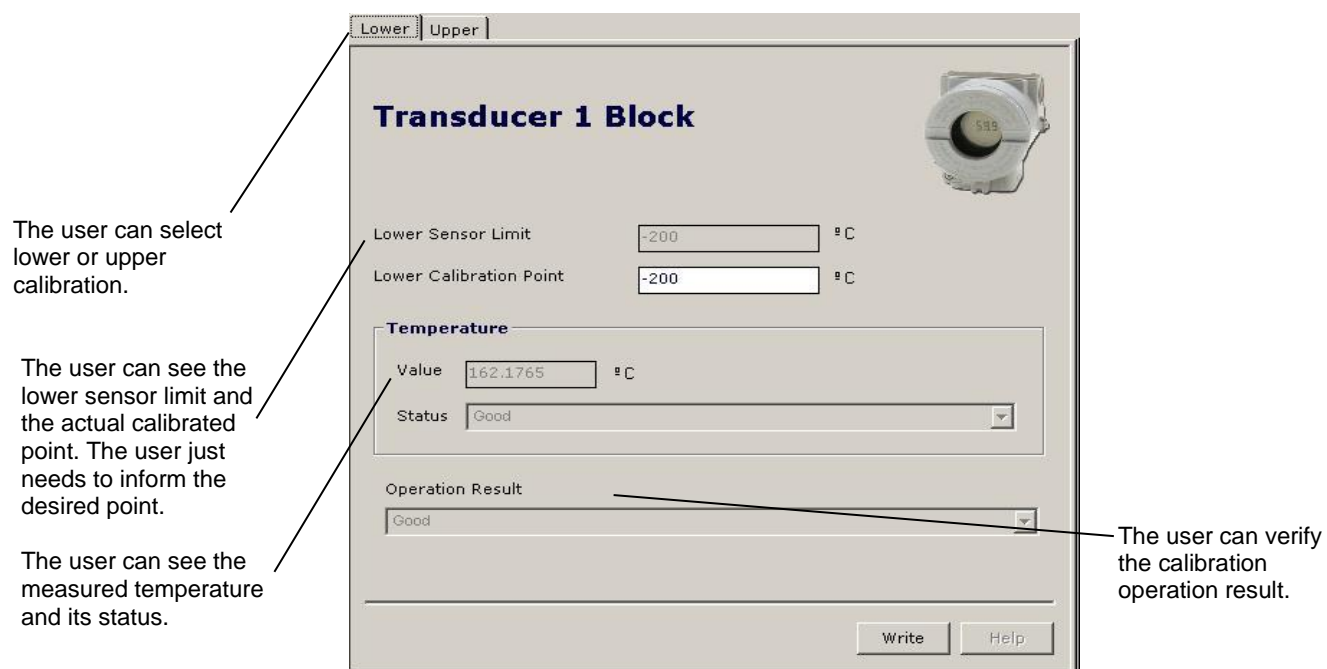 Lower Upper
Transducer 1 Block
599
The user can select
lower or upper
calibration.
Lower Sensor Limit -200 ºC
Lower Calibration Point -200 ºC
Temperature
The user can see the
lower sensor limit and
the actual calibrated
point. The user just
needs to inform the
desired point.
Value 162.1765 ºC
Status Good
Operation Result
Good
The user can see the
measured temperature
and its status.
The user can verify
the calibration
operation result.
Write Help